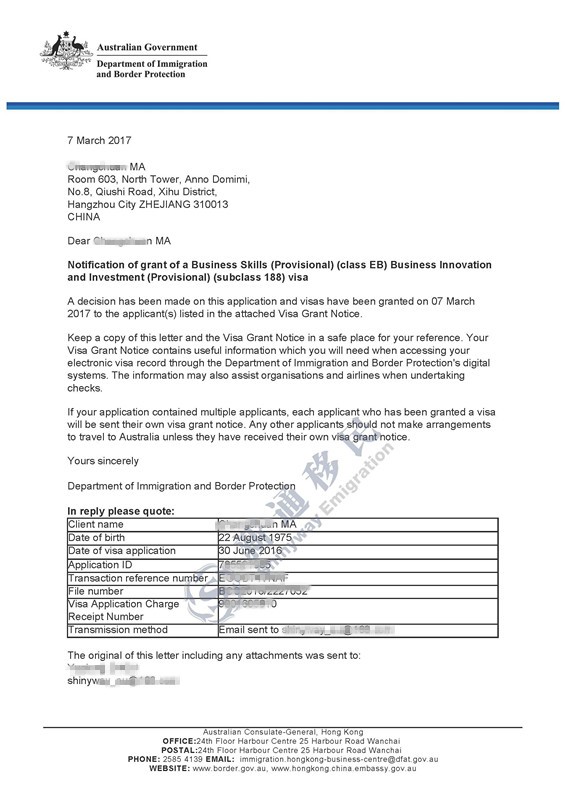 Australian Government
Department of Immigration
and Border Protection
7 March 2017
MA
Room 603, North Tower, Anno Domimi,
No.8, Qiushi Road, Xihu District,
Hangzhou City ZHEJIANG 310013
CHINA
Dear MA
Notification of grant of a Business Skills (Provisional) (class EB) Business Innovation
and Investment (Provisional) (subclass 188) visa
A decision has been made on this application and visas have been granted on 07 March
2017 to the applicant(s) listed in the attached Visa Grant Notice.
Keep a copy of this letter and the Visa Grant Notice in a safe place for your reference. Your
Visa Grant Notice contains useful information which you will need when accessing your
electronic visa record through the Department of Immigration and Border Protection's digital
systems. The information may also assist organisations and airlines when undertaking
checks.
If your application contained multiple applicants, each applicant who has been granted a visa
will be sent their own visa grant notice. Any other applicants should not make arrangements
to travel to Australia unless they have received their own visa grant notice.
Yours sincerely
Department of Immigration and Border Protection
In reply please quote:
Client name MA
Date of birth 22 August 1975
Date of visa application 30 June 2016
Application ID
Transaction reference number
File number
Visa Application Charge
Receipt Number
Transmission method Email sent to
The original of this letter including any attachments was sent to:
Shinyway Emigration
Australian Consulate-General, Hong Kong
OFFICE:24th Floor Harbour Centre 25 Harbour Road Wanchai
POSTAL:24th Floor Harbour Centre 25 Harbour Road Wanchai
PHONE: 2585 4139 EMAIL: immigration.hongkong-business-centre@dfat.gov.au
WEBSITE: www.border.gov.au, www.hongkong.china.embassy.gov.au